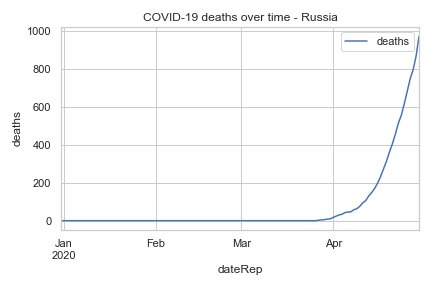 COVID-19 deaths over time - Russia
deaths
1000
800
600
400
200
0
deaths
Jan
2020
Feb
Mar
Apr
dateRep